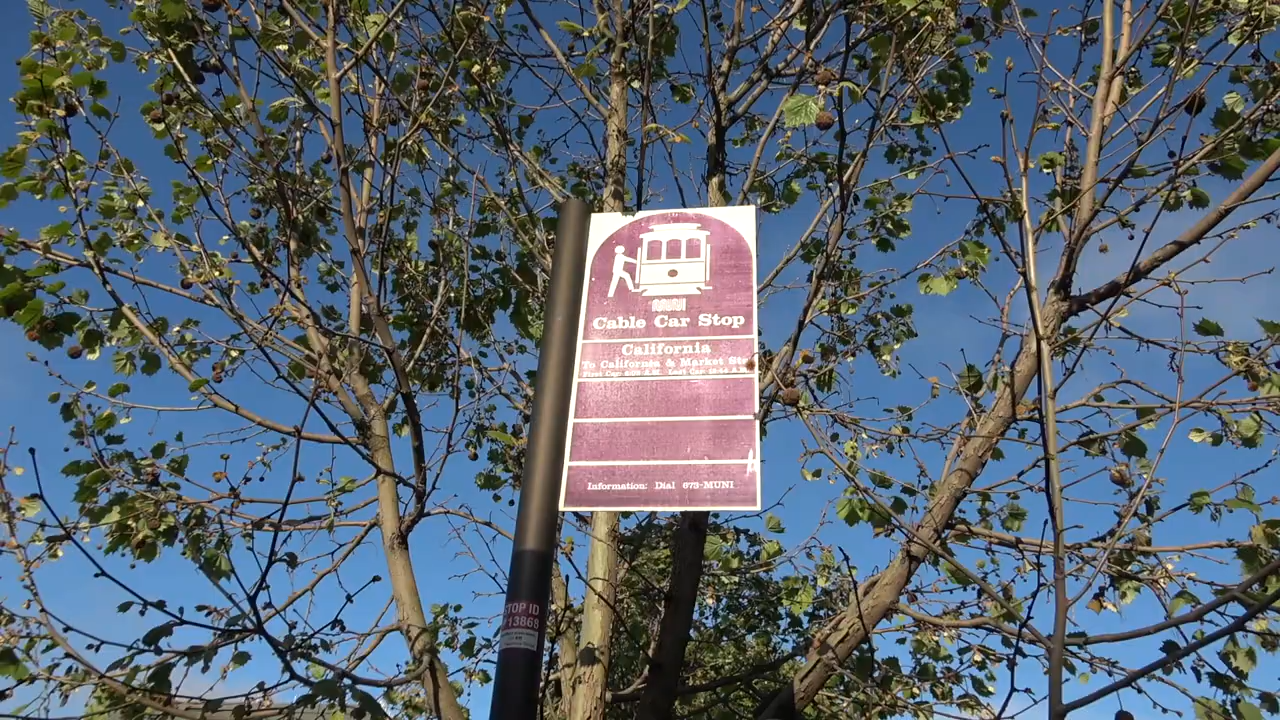 MUNI
Cable Car Stop
California
To California & Market Sts
Information: Dial 673-MUNI
STOP ID
13868